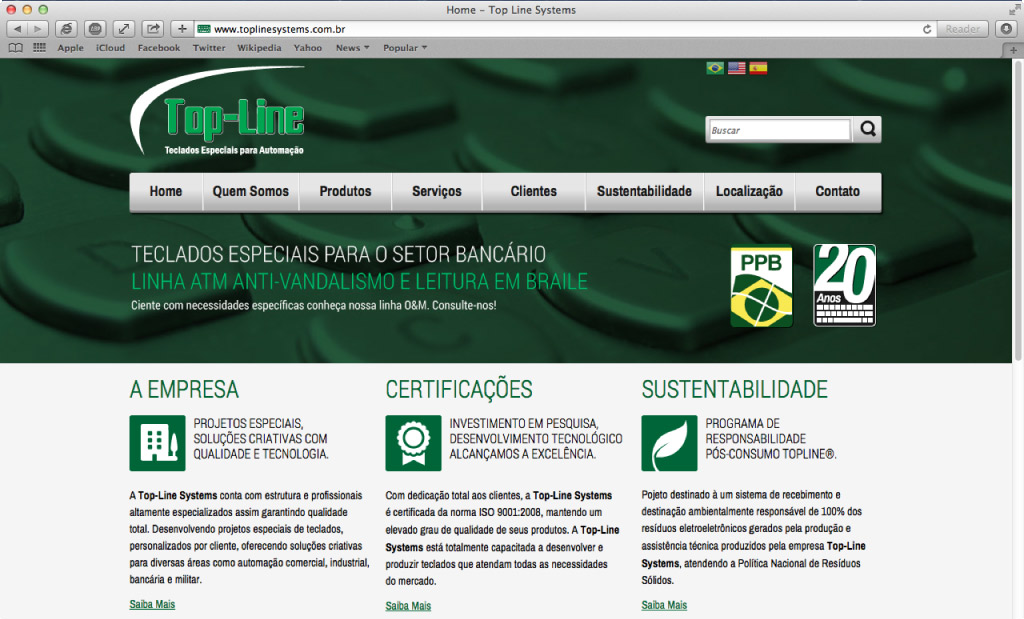 Home – Top Line Systems
www.toplinesystems.com.br
Reader
Apple iCloud Facebook Twitter Wikipedia Yahoo News Popular
Top-Line
Teclados Especiais para Automação
Buscar
Home Quem Somos Produtos Serviços Clientes Sustentabilidade Localização Contato
TECLADOS ESPECIAIS PARA O SETOR BANCÁRIO
LINHA ATM ANTI-VANDALISMO E LEITURA EM BRAILE
Ciente com necessidades específicas conheça nossa linha O&M. Consulte-nos!
PPB
20
Anos
A EMPRESA
PROJETOS ESPECIAIS,
SOLUÇÕES CRIATIVAS COM
QUALIDADE E TECNOLOGIA.
A Top-Line Systems conta com estrutura e profissionais
altamente especializados assim garantindo qualidade
total. Desenvolvendo projetos especiais de teclados,
personalizados por cliente, oferecendo soluções criativas
para diversas áreas como automação comercial, industrial,
bancária e militar.
Saiba Mais
CERTIFICAÇÕES
INVESTIMENTO EM PESQUISA,
DESENVOLVIMENTO TECNOLÓGICO
ALCANÇAMOS A EXCELÊNCIA.
Com dedicação total aos clientes, a Top-Line Systems
é certificada da norma ISO 9001:2008, mantendo um
elevado grau de qualidade de seus produtos. A Top-Line
Systems está totalmente capacitada a desenvolver e
produzir teclados que atendam todas as necessidades
do mercado.
Saiba Mais
SUSTENTABILIDADE
PROGRAMA DE
RESPONSABILIDADE
PÓS-CONSUMO TOPLINE®.
Pojeto destinado à um sistema de recebimento e
destinação ambientalmente responsável de 100% dos
resíduos eletroeletrônicos gerados pela produção e
assistência técnica produzidos pela empresa Top-Line
Systems, atendendo a Política Nacional de Resíduos
Sólidos.
Saiba Mais